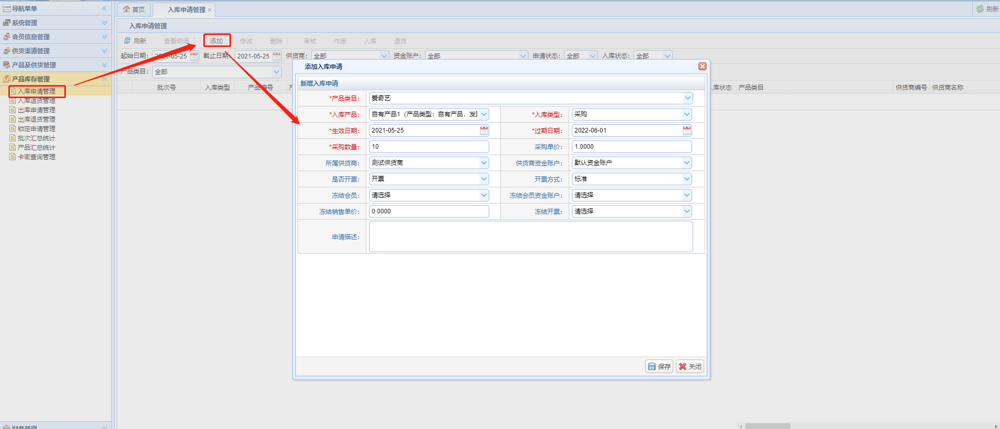 导航菜单
首页
入库申请管理
刷新
系统管理
会员信息管理
供货渠道管理
产品及供货管理
产品库存管理
入库申请管理
入库退货管理
出库申请管理
出库退货管理
锁定申请管理
批次汇总统计
产品汇总统计
卡密查询管理
财务管理
入库申请管理
刷新 查看明细 添加 修改 删除 审核 作废 入库 退货
起始日期: 2021-05-25 截止日期: 2021-05-25 供货商: 全部 资金账户: 全部 申请状态: 全部 入库状态: 全部
产品类目: 全部
批次号 入库类型 产品编号 库状态 产品类目 供货商编号 供货商名称
添加入库申请
新增入库申请
*产品类目: 爱奇艺
*入库产品: 自有产品1（产品类型：自有产品，发 *入库类型: 采购
*生效日期: 2021-05-25 *过期日期: 2022-06-01
*采购数量: 10 采购单价: 1.0000
所属供货商: 测试供货商 供货商资金账户: 默认资金账户
是否开票: 开票 开票方式: 标准
冻结会员: 请选择 冻结会员资金账户: 请选择
冻结销售单价: 0.0000 冻结开票: 请选择
申请描述:
保存 关闭